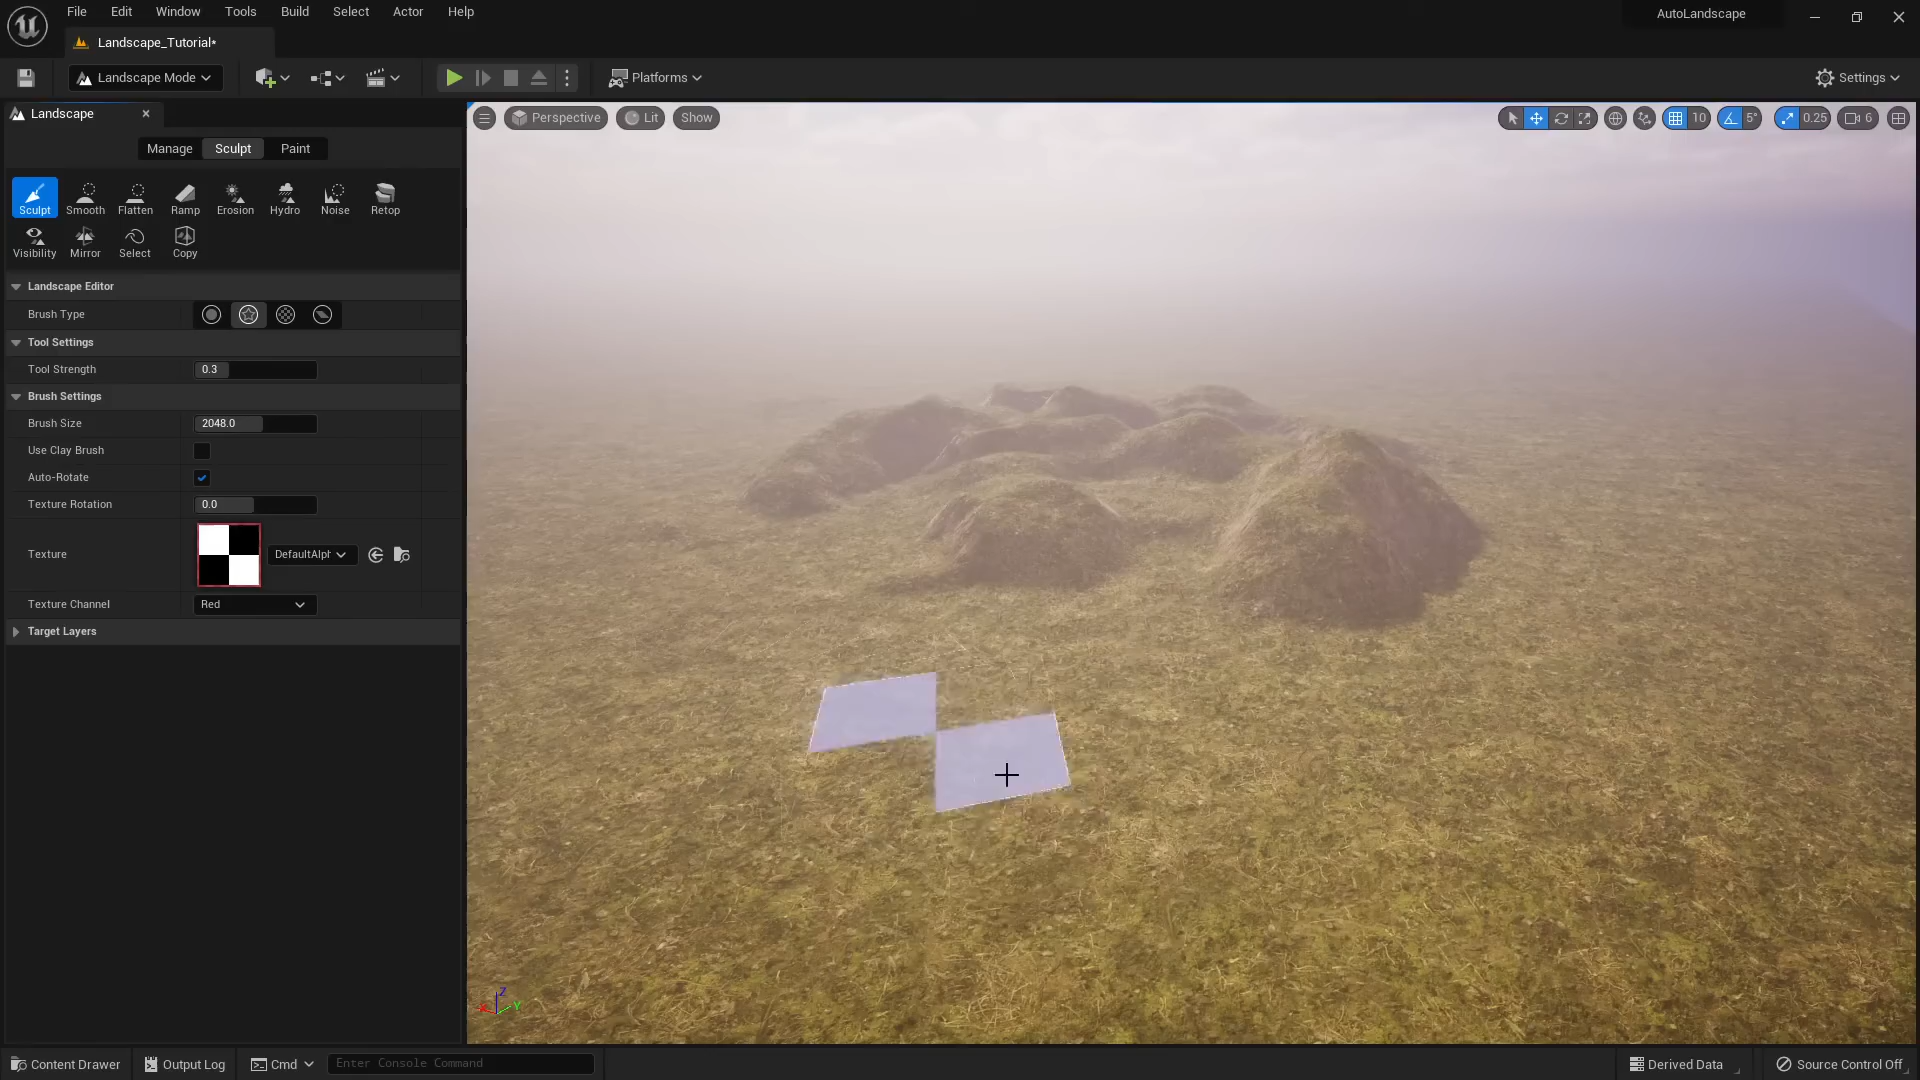 File Edit Window Tools Build Select Actor Help
AutoLandscape
Landscape_Tutorial*
Landscape Mode
Platforms
Settings
Landscape
Perspective Lit Show
10 5° 0.25 6
Manage Sculpt Paint
Sculpt Smooth Flatten Ramp Erosion Hydro Noise Retop
Visibility Mirror Select Copy
Landscape Editor
Brush Type
Tool Settings
Tool Strength 0.3
Brush Settings
Brush Size 2048.0
Use Clay Brush
Auto-Rotate
Texture Rotation 0.0
Texture DefaultAlph
Texture Channel Red
Target Layers
Z
X Y
Content Drawer Output Log Cmd Enter Console Command Derived Data Source Control Off